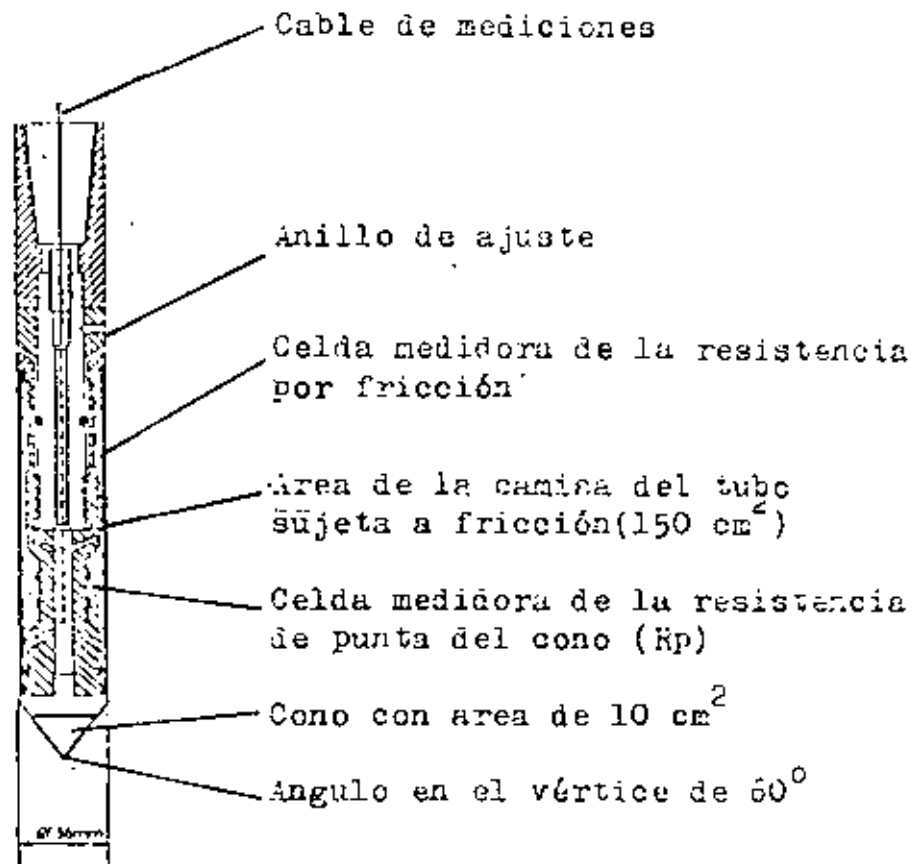 Cable de mediciones
Anillo de ajuste
Celda medidora de la resistencia
por fricción
Area de la camisa del tubo
sujeta a fricción(150 cm²)
Celda medidora de la resistencia
de punta del cono (Rp)
Cono con area de 10 cm²
Angulo en el vértice de 60°
Ø 36mm